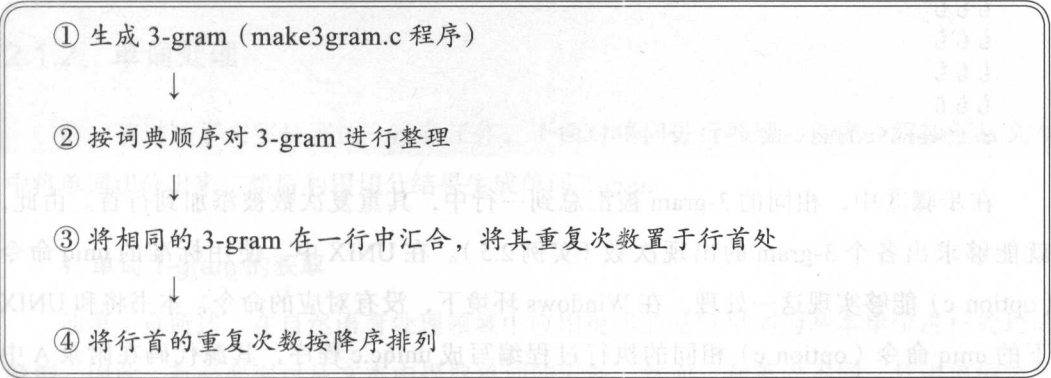 ① 生成 3-gram（make3gram.c 程序）
↓
② 按词典顺序对 3-gram 进行整理
↓
③ 将相同的 3-gram 在一行中汇合，将其重复次数置于行首处
↓
④ 将行首的重复次数按降序排列